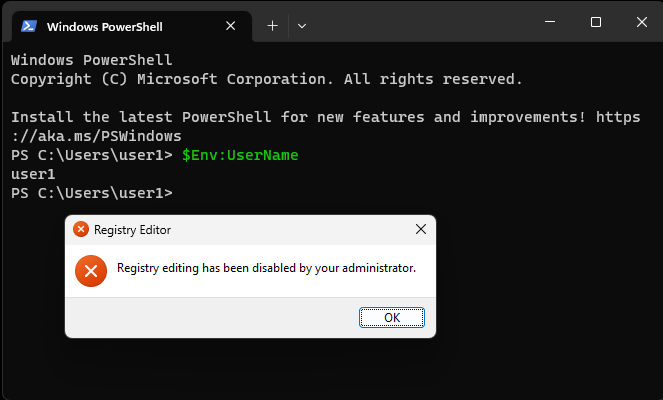 Windows PowerShell
Windows PowerShell
Copyright (C) Microsoft Corporation. All rights reserved.
Install the latest PowerShell for new features and improvements! https
://aka.ms/PSWindows
PS C:\Users\user1> $Env:UserName
user1
PS C:\Users\user1>
Registry Editor
Registry editing has been disabled by your administrator.
OK